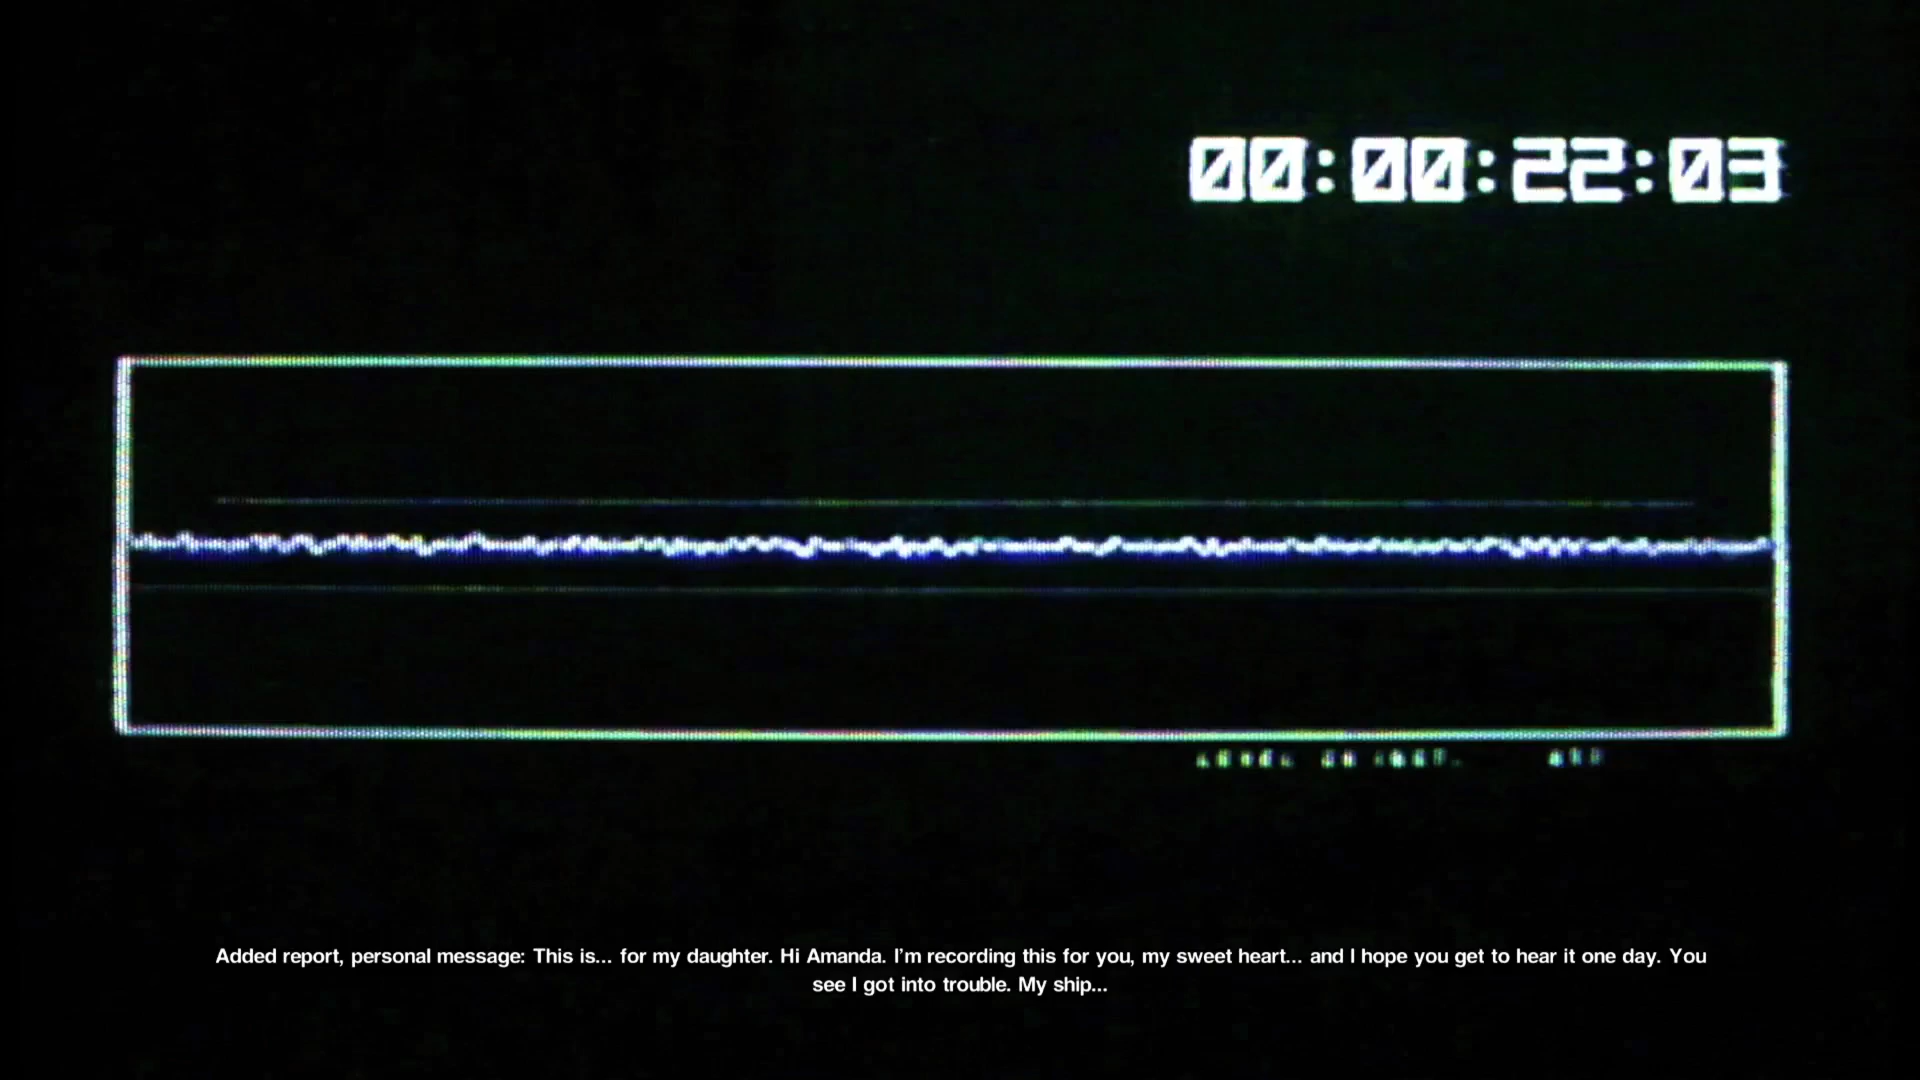 00:00:22:03
Added report, personal message: This is... for my daughter. Hi Amanda. I'm recording this for you, my sweet heart... and I hope you get to hear it one day. You
see I got into trouble. My ship...